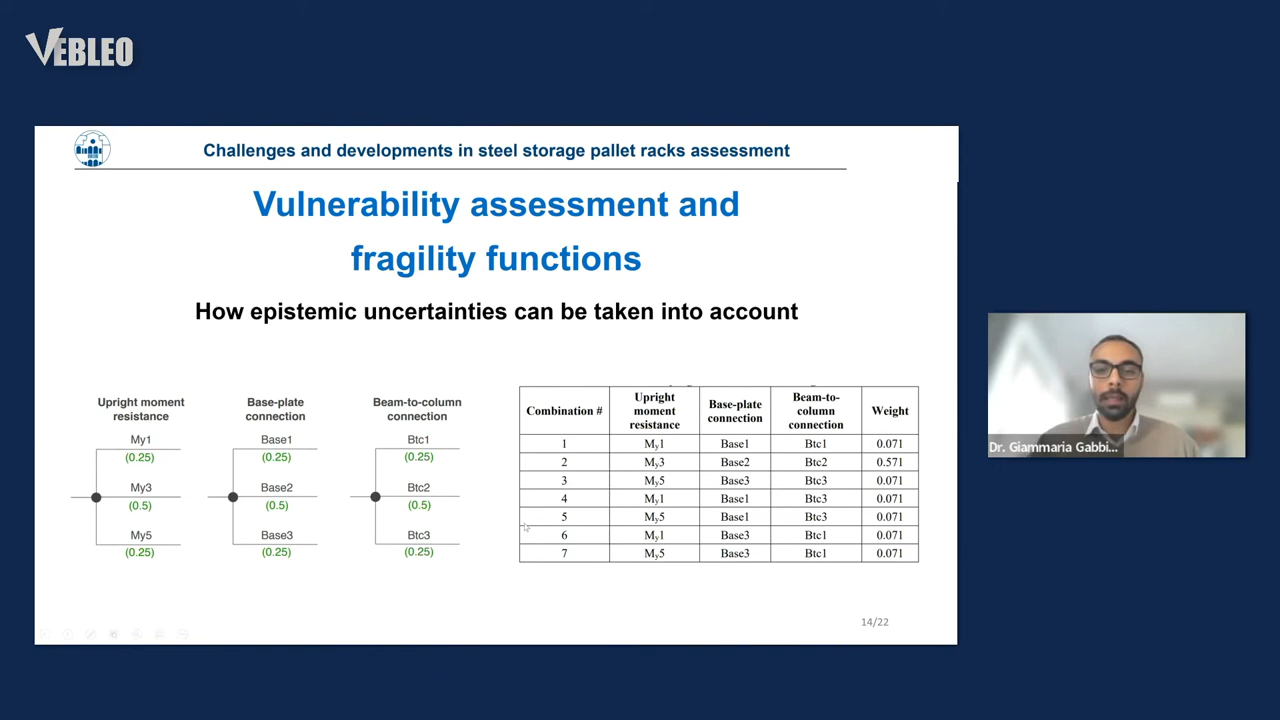 VEBLEO
Challenges and developments in steel storage pallet racks assessment
Vulnerability assessment and
fragility functions
How epistemic uncertainties can be taken into account
Upright moment
resistance
My1
(0.25)
My3
(0.5)
My5
(0.25)
Base-plate
connection
Base1
(0.25)
Base2
(0.5)
Base3
(0.25)
Beam-to-column
connection
Btc1
(0.25)
Btc2
(0.5)
Btc3
(0.25)
Combination # Upright moment resistance Base-plate connection Beam-to-column connection Weight
1 My1 Base1 Btc1 0.071
2 My3 Base2 Btc2 0.571
3 My5 Base3 Btc3 0.071
4 My1 Base1 Btc3 0.071
5 My5 Base1 Btc3 0.071
6 My1 Base3 Btc1 0.071
7 My5 Base3 Btc1 0.071
14/22
Dr. Giammaria Gabbi...